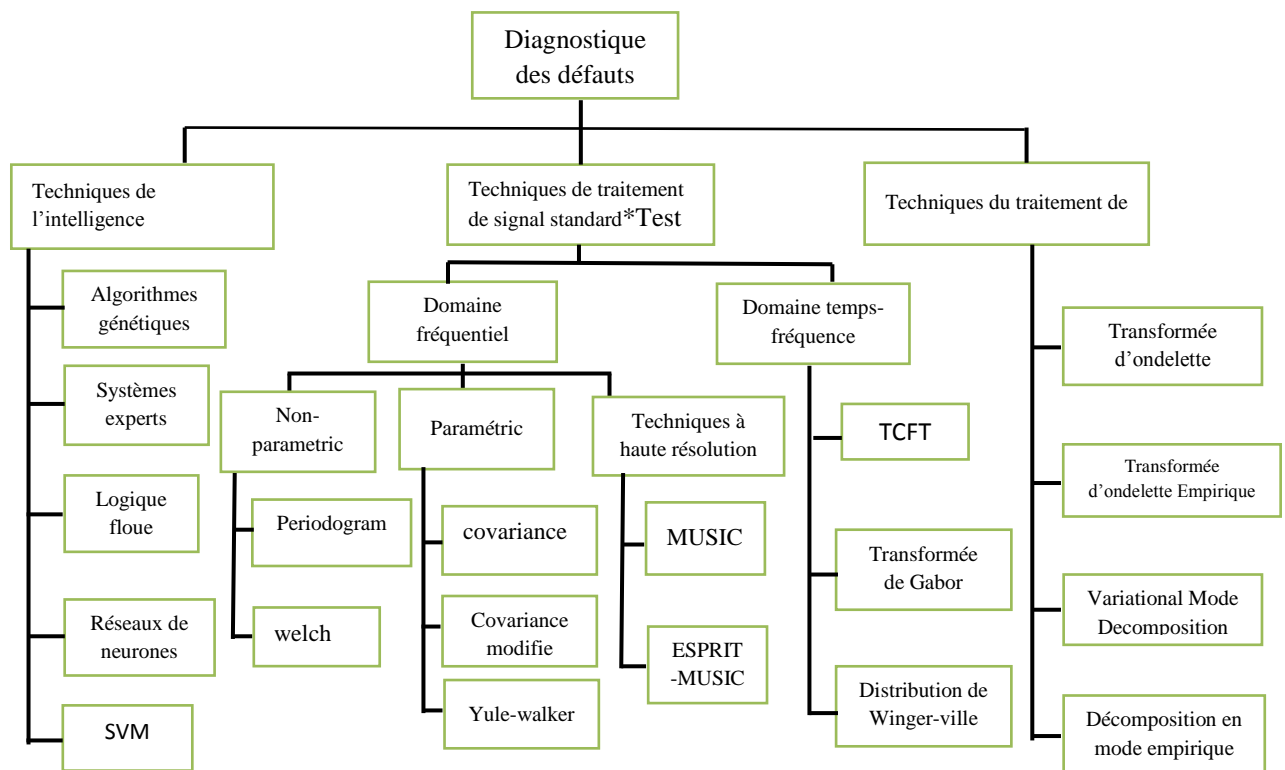 Diagnostique
des défauts
Techniques de
l’intelligence
Techniques de traitement
de signal standard*Test
Techniques du traitement de
Algorithmes
génétiques
Systèmes
experts
Logique
floue
Réseaux de
neurones
SVM
Domaine
fréquentiel
Domaine temps-
fréquence
Non-
parametric
Paramétric
Techniques à
haute résolution
Periodogram
welch
covariance
Covariance
modifie
Yule-walker
MUSIC
ESPRIT
-MUSIC
TCFT
Transformée
de Gabor
Distribution de
Winger-ville
Transformée
d’ondelette
Transformée
d’ondelette Empirique
Variational Mode
Decomposition
Décomposition en
mode empirique